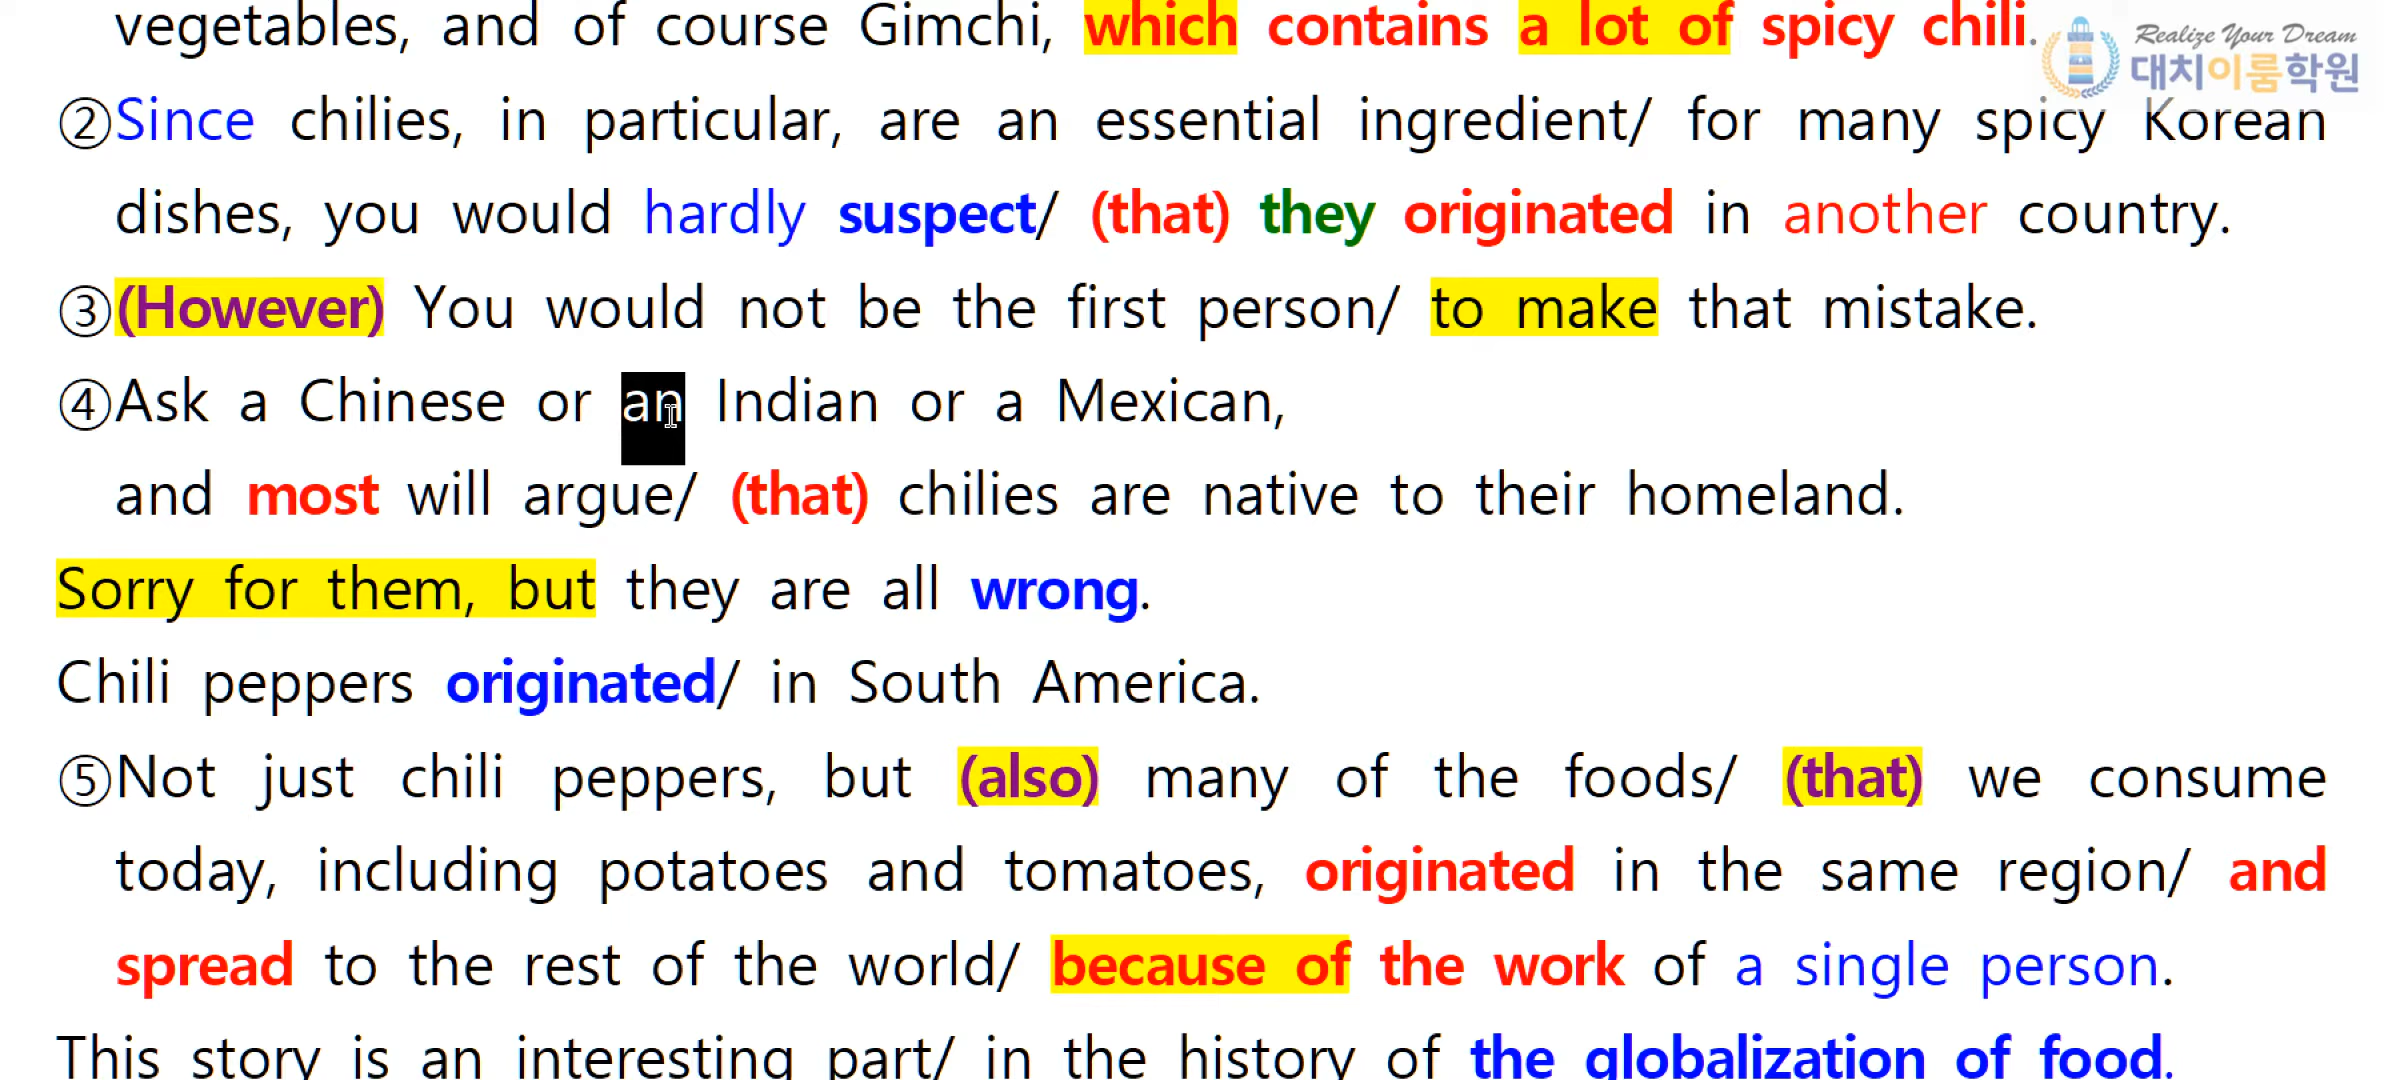 vegetables, and of course Gimchi, which contains a lot of spicy chili.
Realize Your Dream
대치이룸학원
②Since chilies, in particular, are an essential ingredient/ for many spicy Korean
dishes, you would hardly suspect/ (that) they originated in another country.
③(However) You would not be the first person/ to make that mistake.
④Ask a Chinese or an Indian or a Mexican,
and most will argue/ (that) chilies are native to their homeland.
Sorry for them, but they are all wrong.
Chili peppers originated/ in South America.
⑤Not just chili peppers, but (also) many of the foods/ (that) we consume
today, including potatoes and tomatoes, originated in the same region/ and
spread to the rest of the world/ because of the work of a single person.
This story is an interesting part/ in the history of the globalization of food.